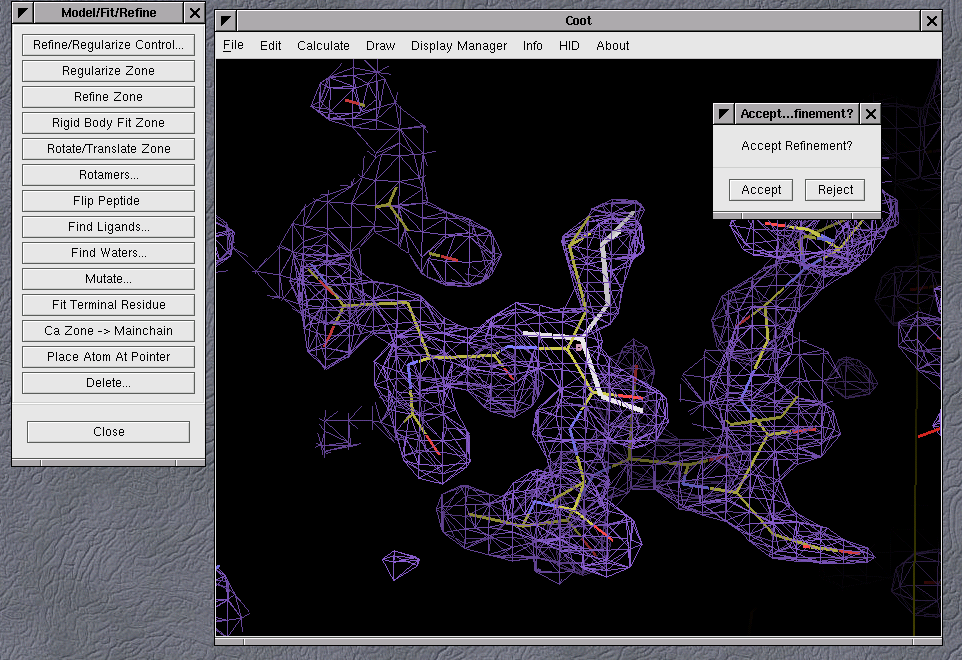 Model/Fit/Refine
Refine/Regularize Control...
Regularize Zone
Refine Zone
Rigid Body Fit Zone
Rotate/Translate Zone
Rotamers...
Flip Peptide
Find Ligands...
Find Waters...
Mutate...
Fit Terminal Residue
Ca Zone -> Mainchain
Place Atom At Pointer
Delete...
Close
Coot
File Edit Calculate Draw Display Manager Info HID About
Accept...finement?
Accept Refinement?
Accept Reject